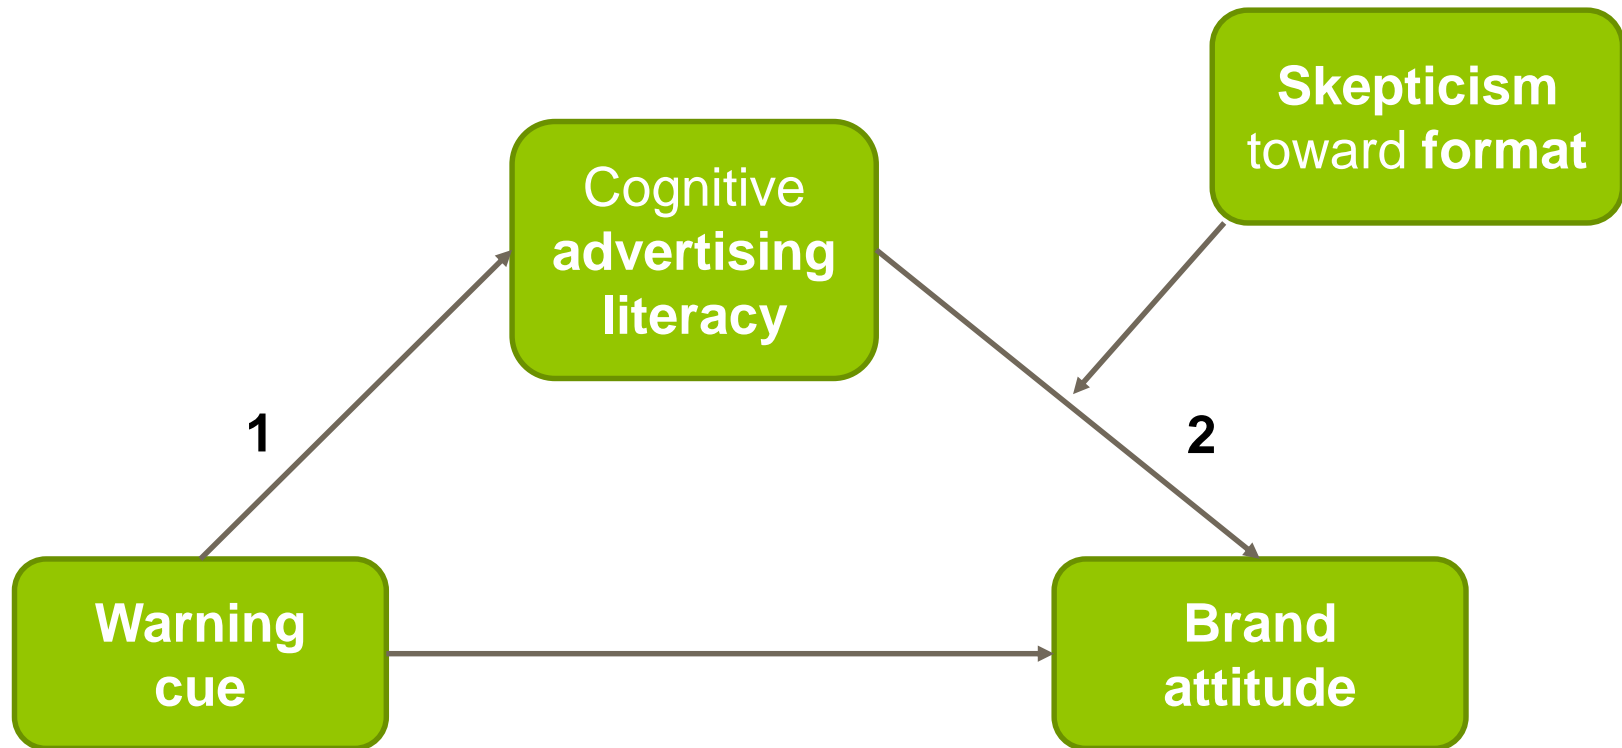 Skepticism
toward format
Cognitive
advertising
literacy
1
2
Warning
cue
Brand
attitude